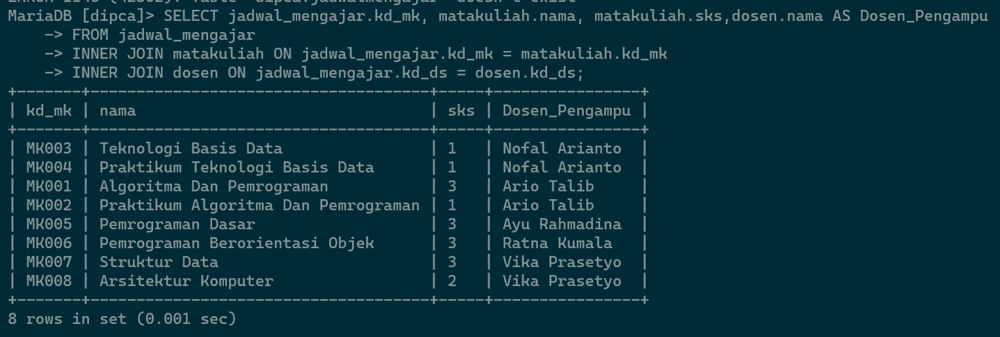 MariaDB [dipca]> SELECT jadwal_mengajar.kd_mk, matakuliah.nama, matakuliah.sks,dosen.nama AS Dosen_Pengampu
    -> FROM jadwal_mengajar
    -> INNER JOIN matakuliah ON jadwal_mengajar.kd_mk = matakuliah.kd_mk
    -> INNER JOIN dosen ON jadwal_mengajar.kd_ds = dosen.kd_ds;
+-------+-------------------------------------+-----+----------------+
| kd_mk | nama                                | sks | Dosen_Pengampu |
+-------+-------------------------------------+-----+----------------+
| MK003 | Teknologi Basis Data                | 1   | Nofal Arianto  |
| MK004 | Praktikum Teknologi Basis Data      | 1   | Nofal Arianto  |
| MK001 | Algoritma Dan Pemrograman           | 3   | Ario Talib     |
| MK002 | Praktikum Algoritma Dan Pemrograman | 1   | Ario Talib     |
| MK005 | Pemrograman Dasar                   | 3   | Ayu Rahmadina  |
| MK006 | Pemrograman Berorientasi Objek      | 3   | Ratna Kumala   |
| MK007 | Struktur Data                       | 3   | Vika Prasetyo  |
| MK008 | Arsitektur Komputer                 | 2   | Vika Prasetyo  |
+-------+-------------------------------------+-----+----------------+
8 rows in set (0.001 sec)